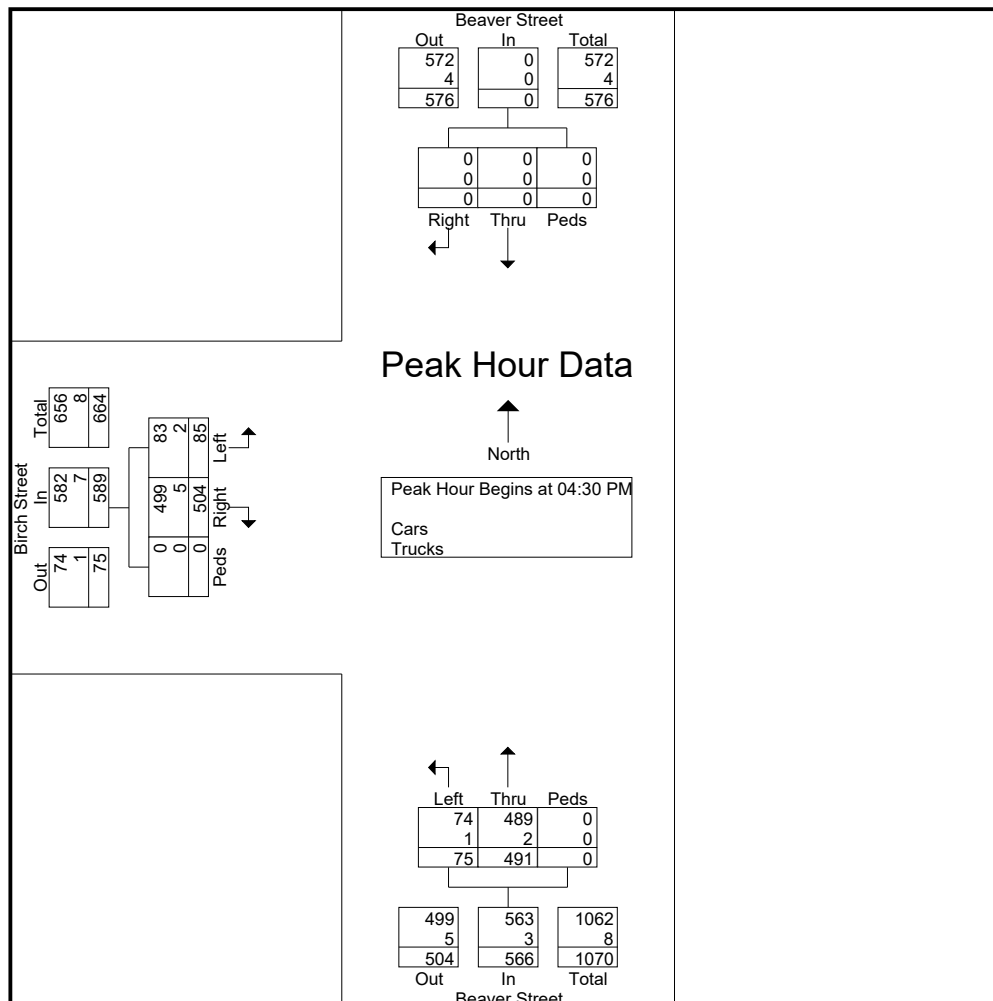 Beaver Street
Out In Total
572 0 572
4 0 4
576 0 576
0 0 0
0 0 0
0 0 0
Right Thru Peds
Peak Hour Data
North
Peak Hour Begins at 04:30 PM
Cars
Trucks
Birch Street
Out In Total
74 582 656
1 7 8
75 589 664
0 499 83
0 5 2
0 504 85
Peds Right Left
Left Thru Peds
74 489 0
1 2 0
75 491 0
499 563 1062
5 3 8
504 566 1070
Out In Total
Beaver Street